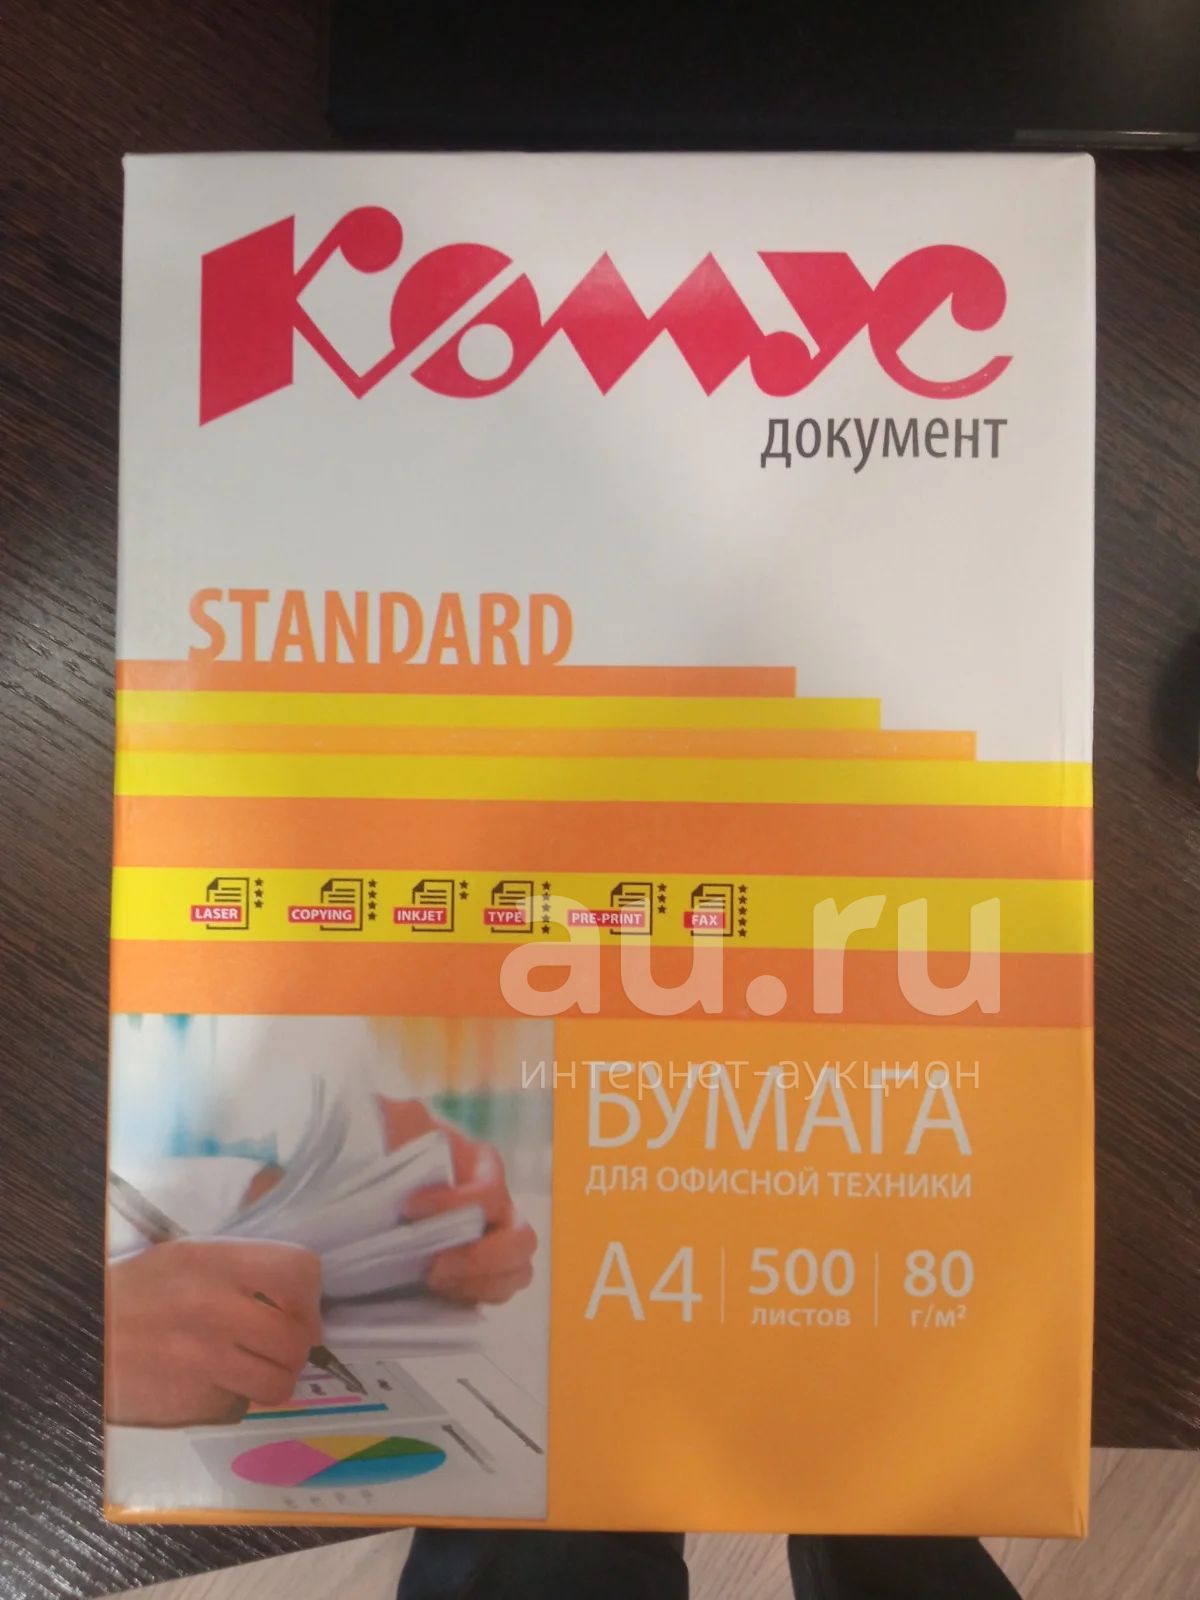 Комус
документ
STANDARD
LASER COPYING INKJET TYPE PRE-PRINT FAX
au.ru
интернет-аукцион
БУМАГА
ДЛЯ ОФИСНОЙ ТЕХНИКИ
А4 500 листов 80 г/м²